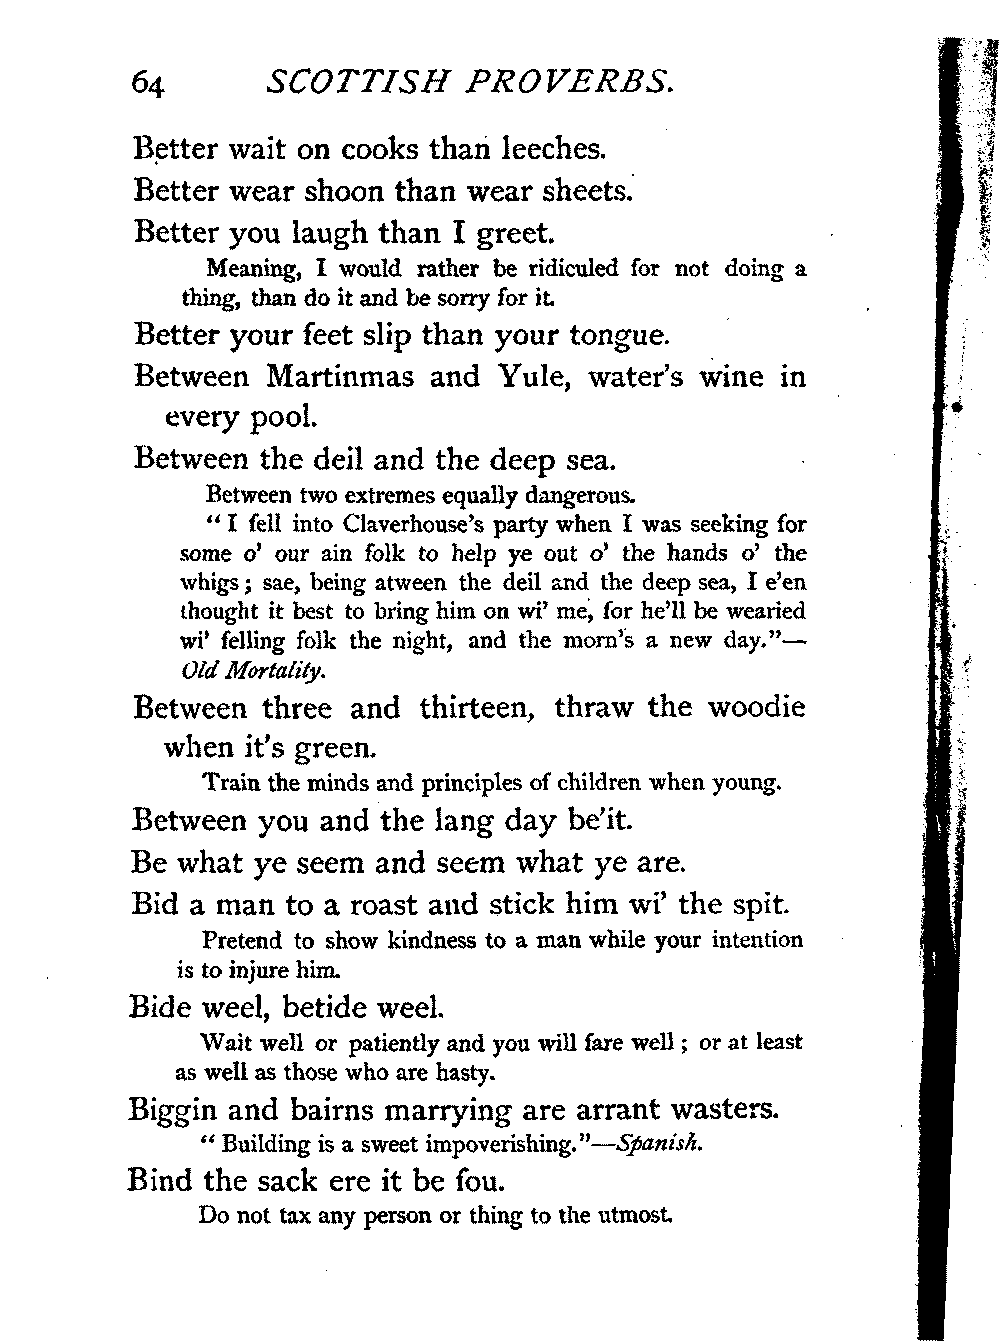 64 SCOTTISH PROVERBS.
Better wait on cooks than leeches.
Better wear shoon than wear sheets.
Better you laugh than I greet.
Meaning, I would rather be ridiculed for not doing a
thing, than do it and be sorry for it.
Better your feet slip than your tongue.
Between Martinmas and Yule, water's wine in
every pool.
Between the deil and the deep sea.
Between two extremes equally dangerous.
“I fell into Claverhouse's party when I was seeking for
some o' our ain folk to help ye out o' the hands o' the
whigs; sae, being atween the deil and the deep sea, I e'en
thought it best to bring him on wi' me, for he'll be wearied
wi' felling folk the night, and the morn's a new day.”—
Old Mortality.
Between three and thirteen, thraw the woodie
when it's green.
Train the minds and principles of children when young.
Between you and the lang day be'it.
Be what ye seem and seem what ye are.
Bid a man to a roast and stick him wi' the spit.
Pretend to show kindness to a man while your intention
is to injure him.
Bide weel, betide weel.
Wait well or patiently and you will fare well; or at least
as well as those who are hasty.
Biggin and bairns marrying are arrant wasters.
“Building is a sweet impoverishing.”—Spanish.
Bind the sack ere it be fou.
Do not tax any person or thing to the utmost.